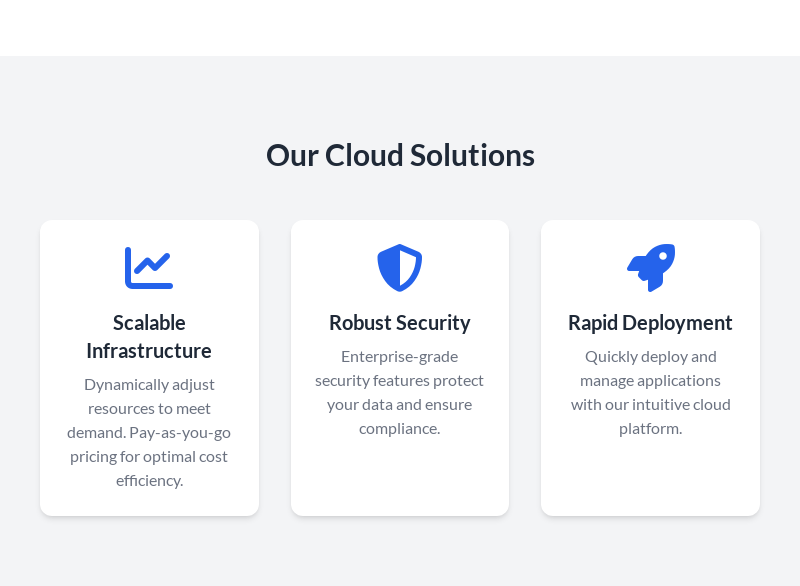 Our Cloud Solutions
Scalable
Infrastructure
Dynamically adjust
resources to meet
demand. Pay-as-you-go
pricing for optimal cost
efficiency.
Robust Security
Enterprise-grade
security features protect
your data and ensure
compliance.
Rapid Deployment
Quickly deploy and
manage applications
with our intuitive cloud
platform.